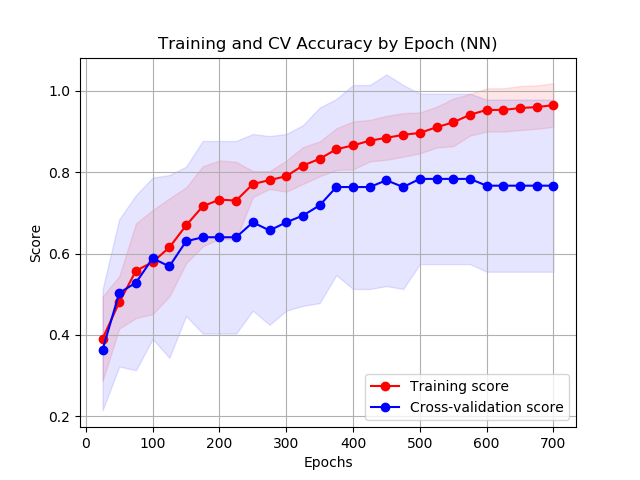 Training and CV Accuracy by Epoch (NN)
1.0
0.8
0.6
0.4
0.2
Score
Training score
Cross-validation score
0 100 200 300 400 500 600 700
Epochs